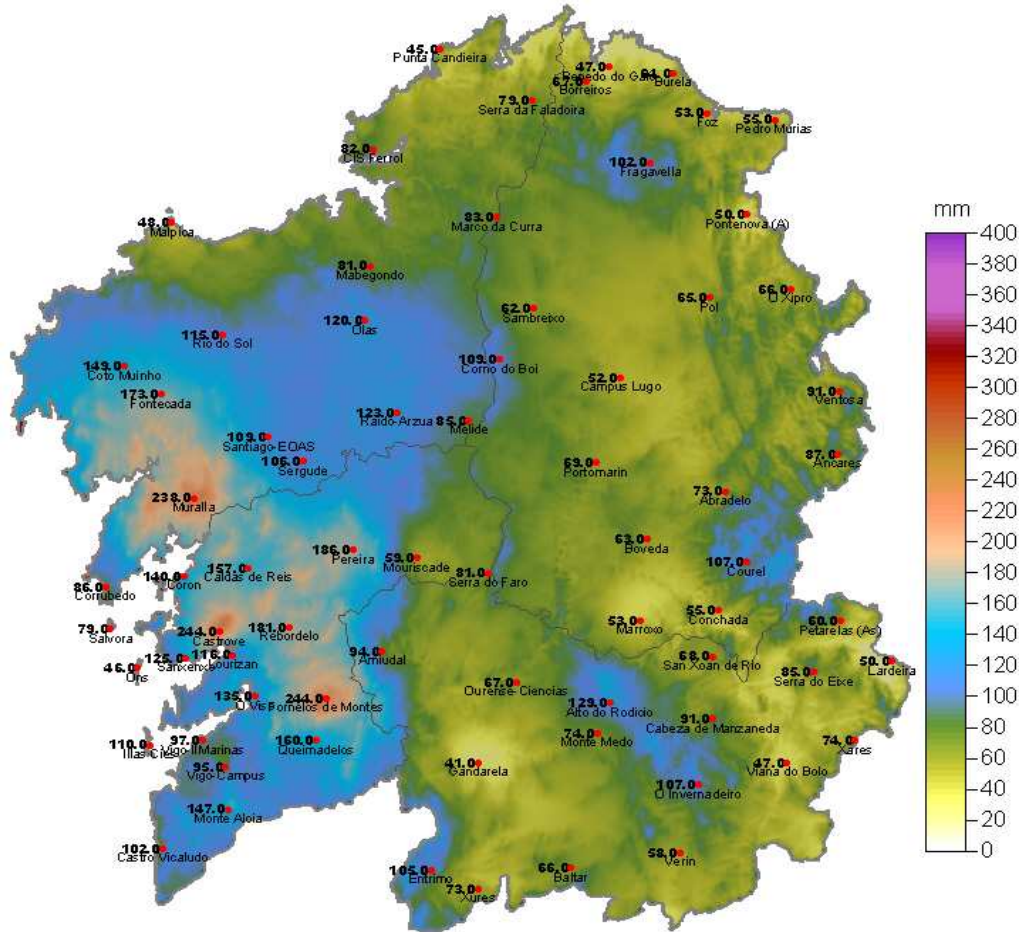 45.0
Punta Candieira
47.0
Penedo do Galo
91.0
Burela
67.0
Borreiros
79.0
Serra da Faladoira
53.0
Foz
55.0
Pedro Murias
82.0
CIS Ferrol
102.0
Fragavella
48.0
Malpica
83.0
Marco da Curra
50.0
Pontenova (A)
mm
400
380
360
340
320
300
280
260
240
220
200
180
160
140
120
100
80
60
40
20
0
81.0
Mabegondo
66.0
O Xipro
65.0
Pol
62.0
Sambreixo
120.0
Olas
115.0
Rio do Sol
109.0
Corno do Boi
149.0
Coto Muinho
52.0
Campus Lugo
173.0
Fontecada
91.0
Ventosa
123.0
Raido-Arzua
85.0
Melide
109.0
Santiago-EOAS
106.0
Sergude
69.0
Portomarin
87.0
Ancares
73.0
Abradelo
238.0
Muralla
63.0
Boveda
186.0
Pereira
59.0
Mouriscade
107.0
Courel
157.0
Caldas de Reis
81.0
Serra do Faro
140.0
Coron
86.0
Corrubedo
55.0
Conchada
53.0
Marroxo
60.0
Petarelas (As)
79.0
Salvora
244.0
Castrove
181.0
Rebordelo
116.0
Lourizan
125.0
Sanxenxo
94.0
Amiudal
68.0
San Xoan de Rio
50.0
Lardeira
46.0
Ons
85.0
Serra do Eixe
67.0
Ourense-Ciencias
135.0
O Viso
244.0
Fornelos de Montes
129.0
Alto do Rodicio
91.0
Cabeza de Manzaneda
74.0
Monte Medo
110.0
Illas Cies
97.0
Vigo-Marinas
160.0
Queimadelos
74.0
Xares
95.0
Vigo-Campus
41.0
Gandarela
47.0
Viana do Bolo
107.0
O Invernadeiro
147.0
Monte Aloia
102.0
Castro Vicaludo
58.0
Verin
105.0
Entrimo
66.0
Baltar
73.0
Xures